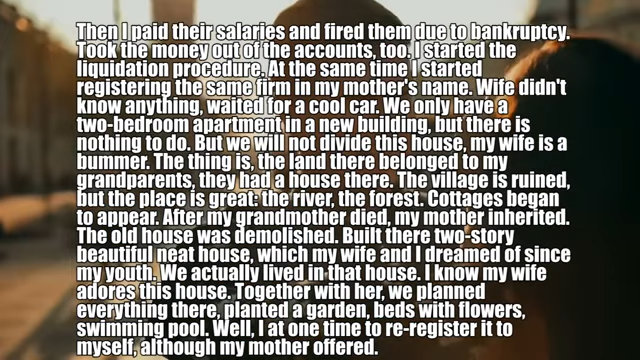 Then I paid their salaries and fired them due to bankruptcy.
Took the money out of the accounts, too. I started the
liquidation procedure. At the same time I started
registering the same firm in my mother's name. Wife didn't
know anything, waited for a cool car. We only have a
two-bedroom apartment in a new building, but there is
nothing to do. But we will not divide this house, my wife is a
bummer. The thing is, the land there belonged to my
grandparents, they had a house there. The village is ruined,
but the place is great: the river, the forest. Cottages began
to appear. After my grandmother died, my mother inherited.
The old house was demolished. Built there two-story
beautiful neat house, which my wife and I dreamed of since
my youth. We actually lived in that house. I know my wife
adores this house. Together with her, we planned
everything there, planted a garden, beds with flowers,
swimming pool. Well, I at one time to re-register it to
myself, although my mother offered.